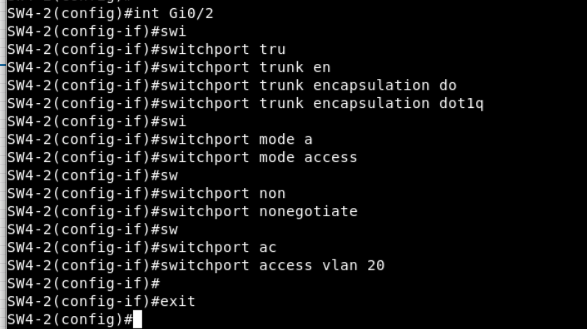 SW4-2(config)#int Gi0/2
SW4-2(config-if)#swi
SW4-2(config-if)#switchport tru
SW4-2(config-if)#switchport trunk en
SW4-2(config-if)#switchport trunk encapsulation do
SW4-2(config-if)#switchport trunk encapsulation dot1q
SW4-2(config-if)#swi
SW4-2(config-if)#switchport mode a
SW4-2(config-if)#switchport mode access
SW4-2(config-if)#sw
SW4-2(config-if)#switchport non
SW4-2(config-if)#switchport nonegotiate
SW4-2(config-if)#sw
SW4-2(config-if)#switchport ac
SW4-2(config-if)#switchport access vlan 20
SW4-2(config-if)#
SW4-2(config-if)#exit
SW4-2(config)#